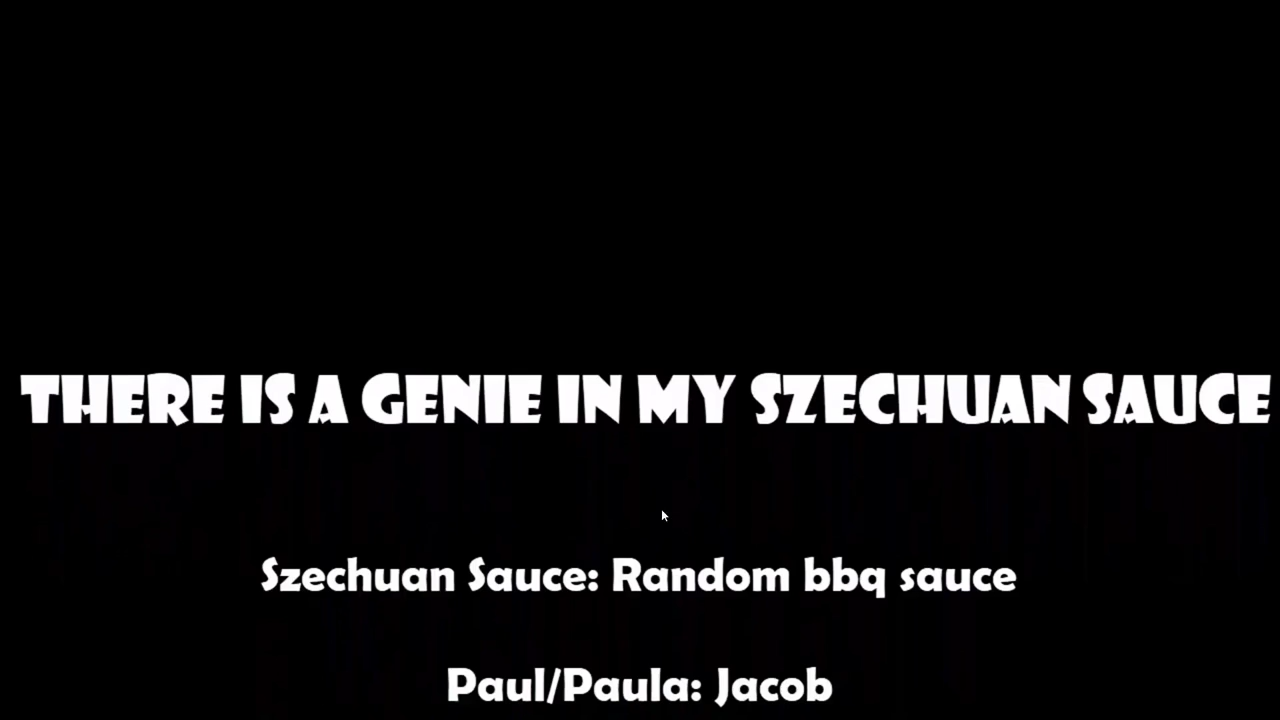 THERE IS A GENIE IN MY SZECHUAN SAUCE
Szechuan Sauce: Random bbq sauce
Paul/Paula: Jacob